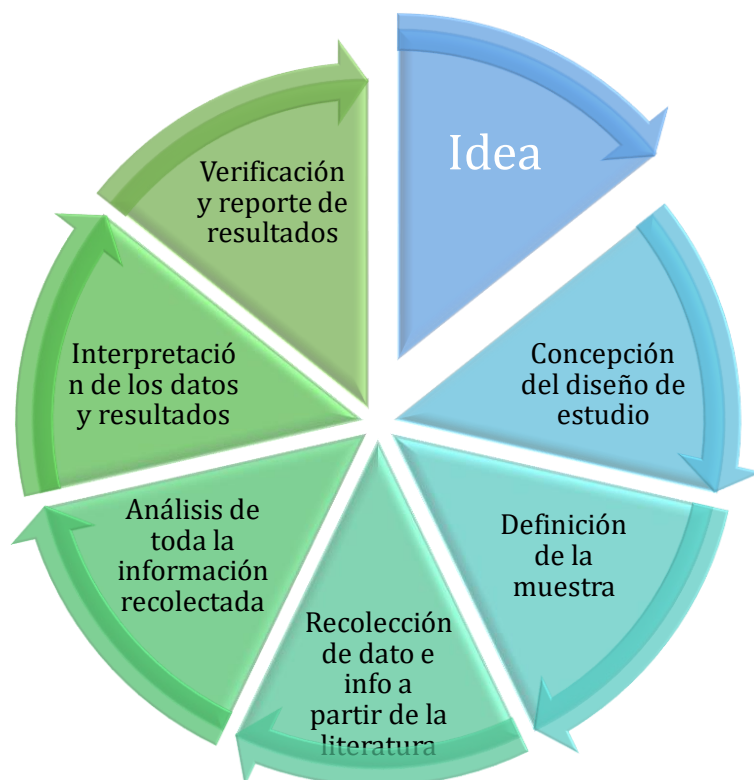 Idea
Concepción
del diseño de
estudio
Definición
de la
muestra
Recolección
de dato e
info a
partir de la
literatura
Análisis de
toda la
información
recolectada
Interpretació
n de los datos
y resultados
Verificación
y reporte de
resultados